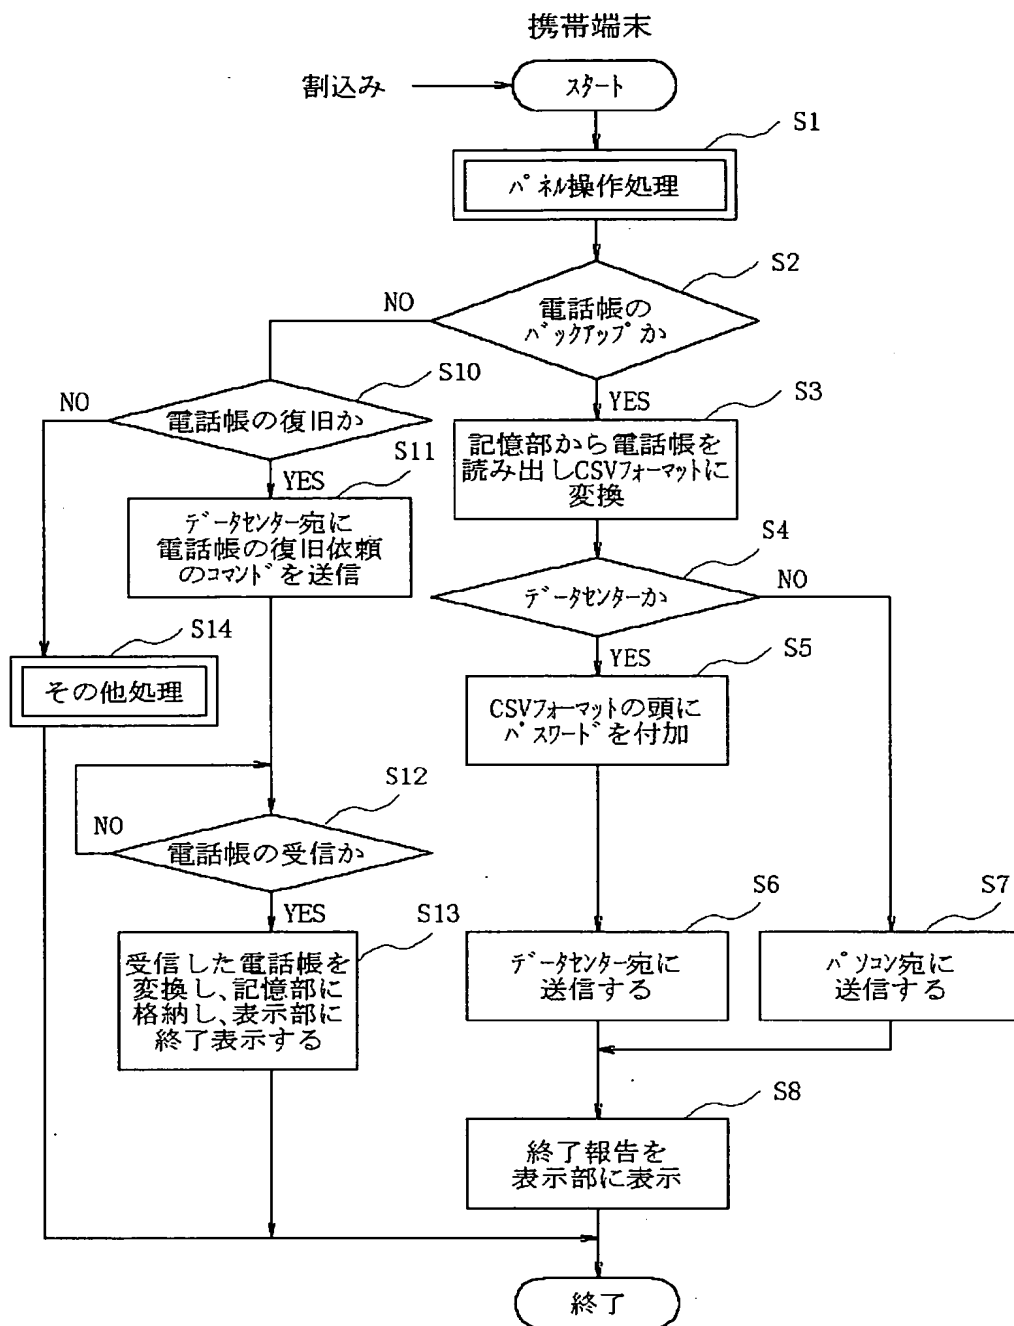 携帯端末
割込み
スタート
S1
パネル操作処理
S2
電話帳の
バックアップか
NO
YES
S10
電話帳の復旧か
NO
YES
S3
記憶部から電話帳を
読み出しCSVフォーマットに
変換
S11
データセンター宛に
電話帳の復旧依頼
のコマンドを送信
S4
データセンターか
NO
YES
S14
その他処理
S5
CSVフォーマットの頭に
パスワードを付加
S12
電話帳の受信か
NO
YES
S13
受信した電話帳を
変換し、記憶部に
格納し、表示部に
終了表示する
S6
データセンター宛に
送信する
S7
パソコン宛に
送信する
S8
終了報告を
表示部に表示
終了